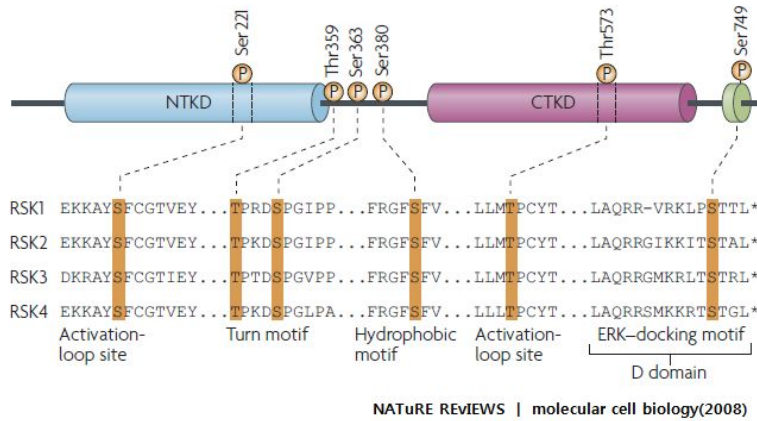 Ser221
Thr359
Ser363
Ser380
Thr573
Ser749
P P P P P P
NTKD
CTKD
RSK1 EKKAYSFCGTVEY...TPRDSPGIPP...FRGFSFV...LLMTPCYT...LAQRR-VRKLPSTTL*
RSK2 EKKAYSFCGTVEY...TPKDSPGIPP...FRGFSFV...LLMTPCYT...LAQRRGIKKITSTAL*
RSK3 DKRAYSFCGTIEY...TPTDSPGVPP...FRGFSFV...LLMTPCYT...LAQRRGMKRLTSTRL*
RSK4 EKKAYSFCGTVEY...TPKDSPGLPA...FRGFSFV...LLLTPCYT...LAQRRSMKKRTSTGL*
Activation-
loop site
Turn motif
Hydrophobic
motif
Activation-
loop site
ERK–docking motif
D domain
NATuRE REvIEWS | molecular cell biology(2008)